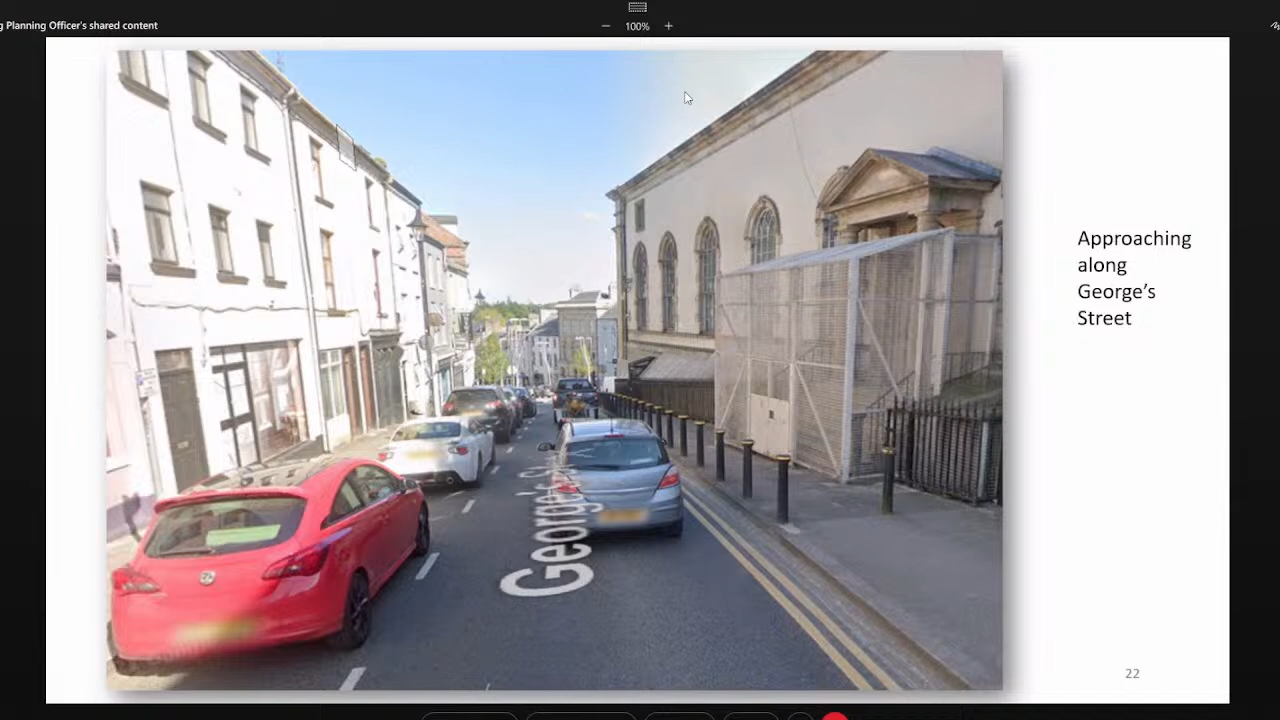 g Planning Officer's shared content
100%
George's
Approaching
along
George's
Street
22